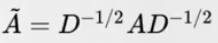 Ã = D^{-1/2} A D^{-1/2}